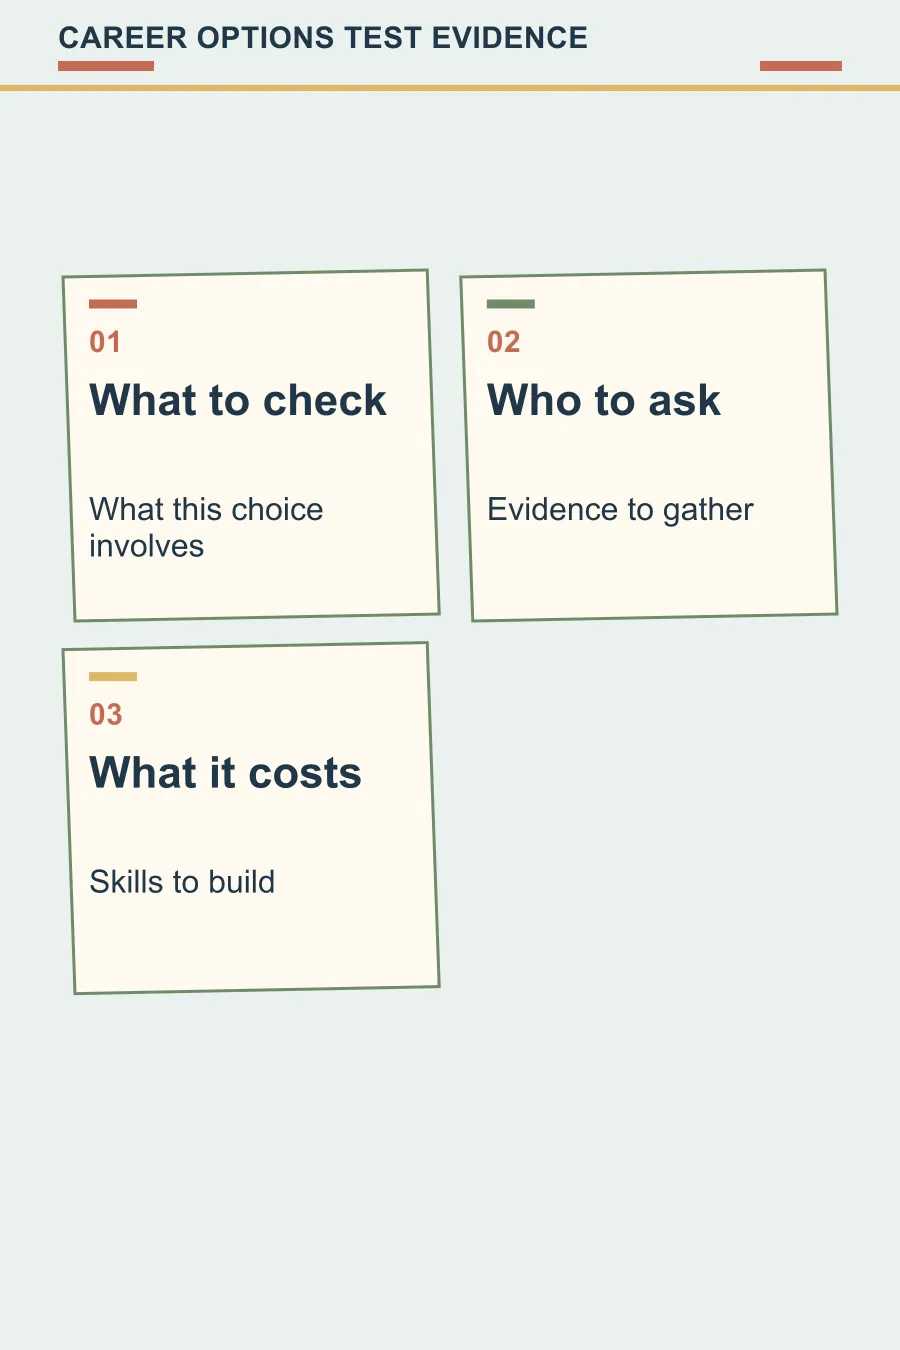 CAREER OPTIONS TEST EVIDENCE
01
What to check
What this choice
involves
02
Who to ask
Evidence to gather
03
What it costs
Skills to build